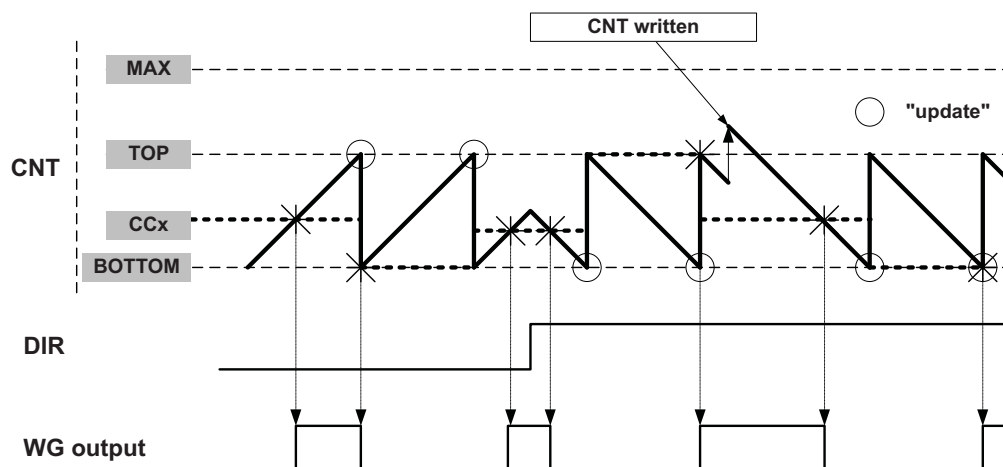 CNT written
MAX
"update"
TOP
CNT
CCx
BOTTOM
DIR
WG output